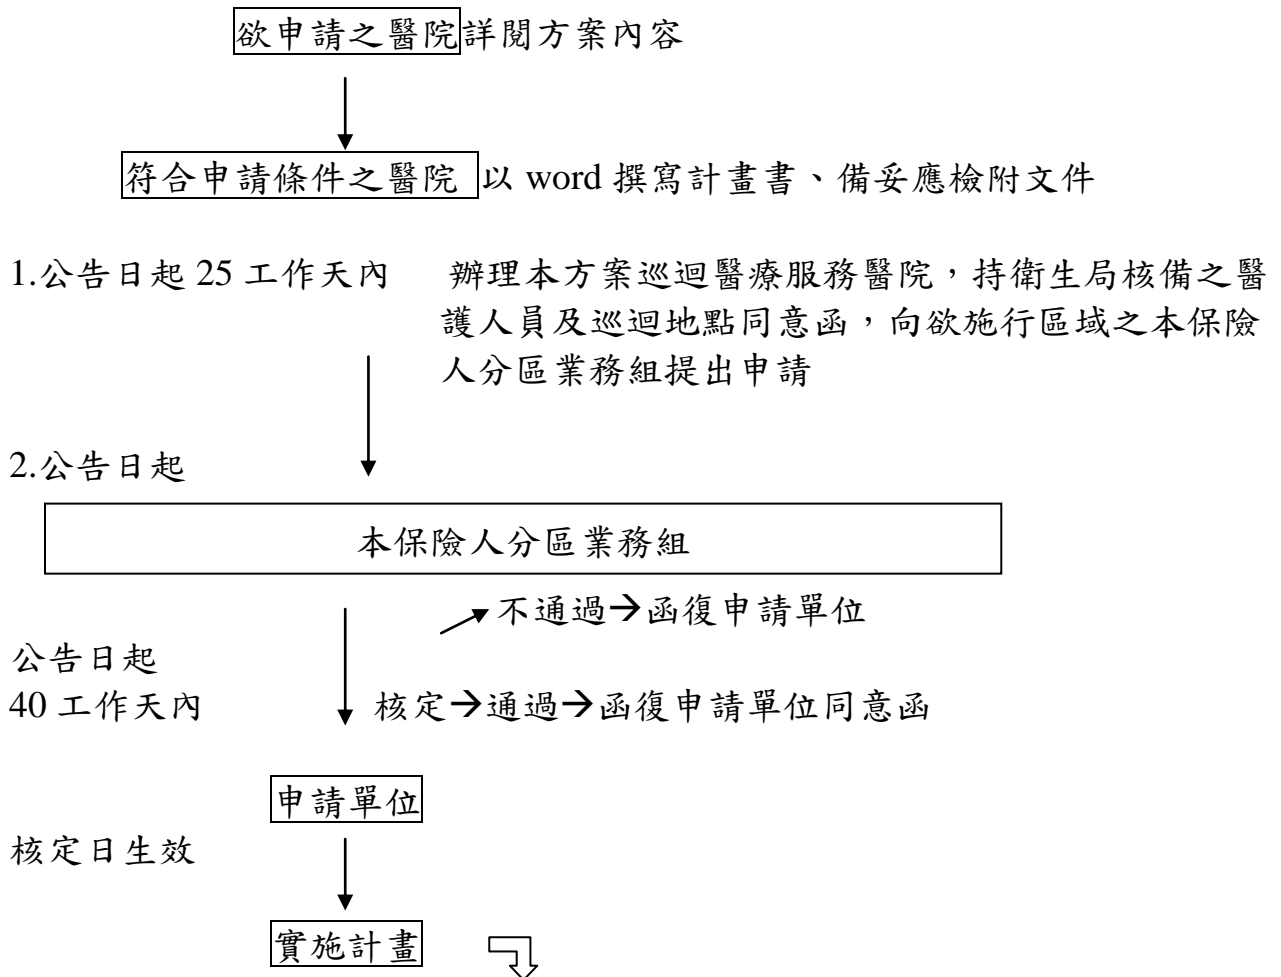 欲申請之醫院詳閱方案內容
符合申請條件之醫院 以 word 撰寫計畫書、備妥應檢附文件
1.公告日起 25 工作天內 辦理本方案巡迴醫療服務醫院，持衛生局核備之醫
護人員及巡迴地點同意函，向欲施行區域之本保險
人分區業務組提出申請
2.公告日起
本保險人分區業務組
不通過→函復申請單位
公告日起
40 工作天內 核定→通過→函復申請單位同意函
申請單位
核定日生效
實施計畫